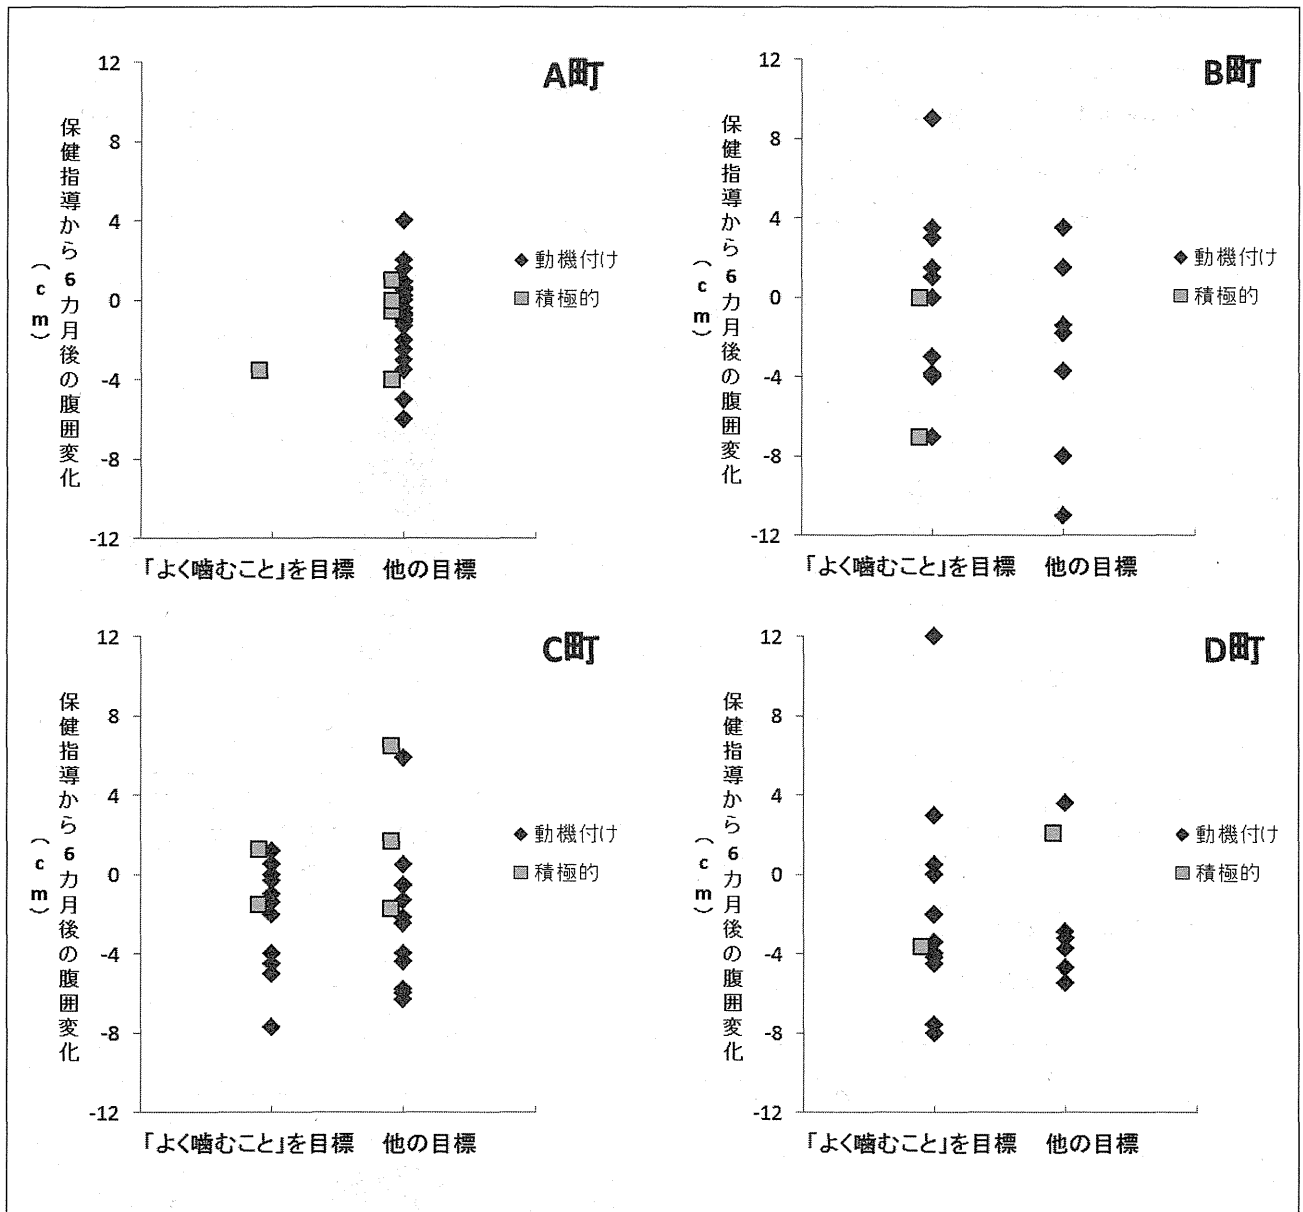 A町
保健指導から6カ月後の腹囲変化
(cm)
12
8
4
0
-4
-8
-12
動機付け
積極的
「よく噛むこと」を目標
他の目標
B町
保健指導から6カ月後の腹囲変化
(cm)
12
8
4
0
-4
-8
-12
動機付け
積極的
「よく噛むこと」を目標
他の目標
C町
保健指導から6カ月後の腹囲変化
(cm)
12
8
4
0
-4
-8
-12
動機付け
積極的
「よく噛むこと」を目標
他の目標
D町
保健指導から6カ月後の腹囲変化
(cm)
12
8
4
0
-4
-8
-12
動機付け
積極的
「よく噛むこと」を目標
他の目標